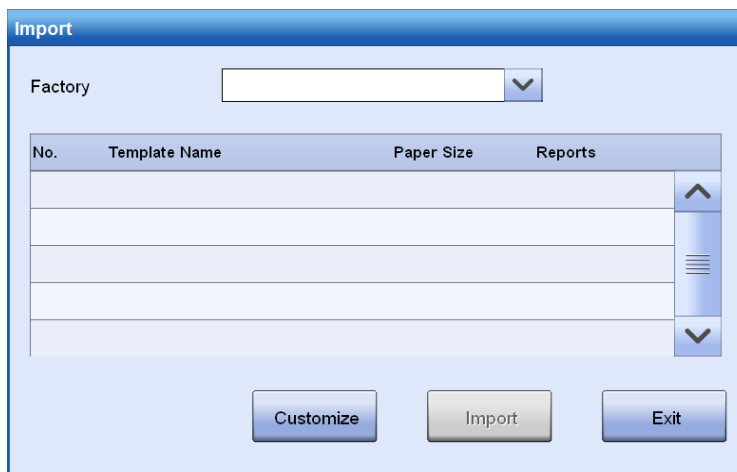 Import
Factory
No. Template Name Paper Size Reports
Customize Import Exit